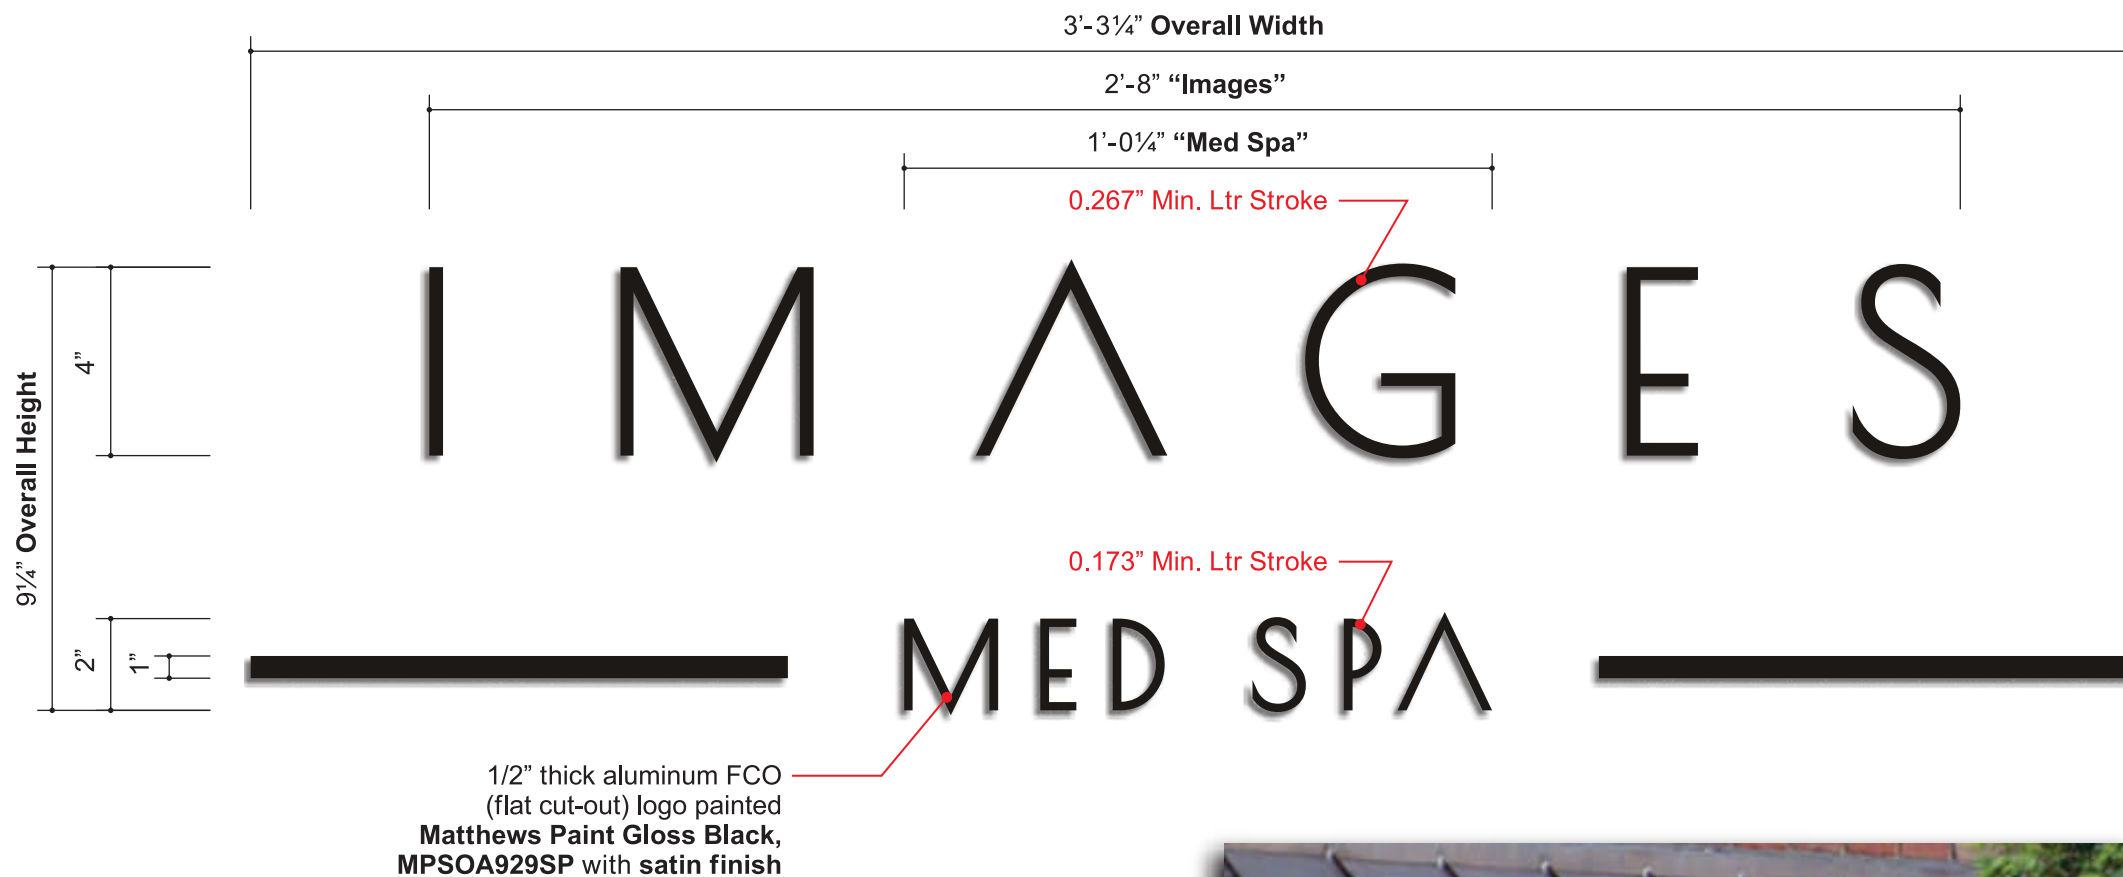 3’-3¼” Overall Width
2’-8” “Images”
1’-0¼” “Med Spa”
0.267” Min. Ltr Stroke
IMAGES
4”
9¼” Overall Height
0.173” Min. Ltr Stroke
MED SPA
2”
1”
1/2” thick aluminum FCO
(flat cut-out) logo painted
Matthews Paint Gloss Black,
MPSOA929SP with satin finish